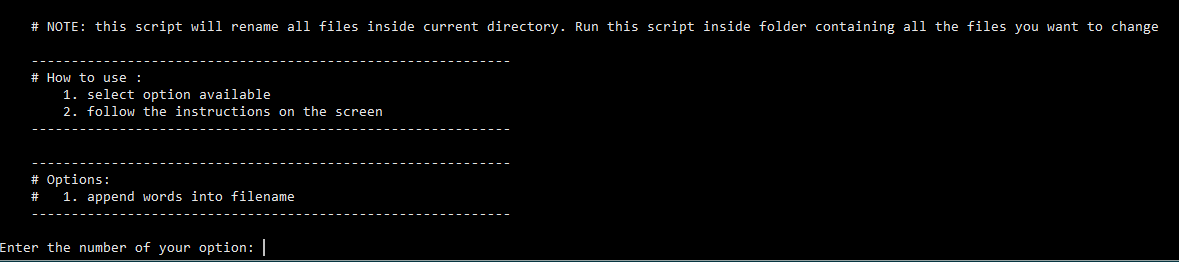 # NOTE: this script will rename all files inside current directory. Run this script inside folder containing all the files you want to change
------------------------------------------------------------
# How to use :
1. select option available
2. follow the instructions on the screen
------------------------------------------------------------
------------------------------------------------------------
# Options:
#   1. append words into filename
------------------------------------------------------------
Enter the number of your option: